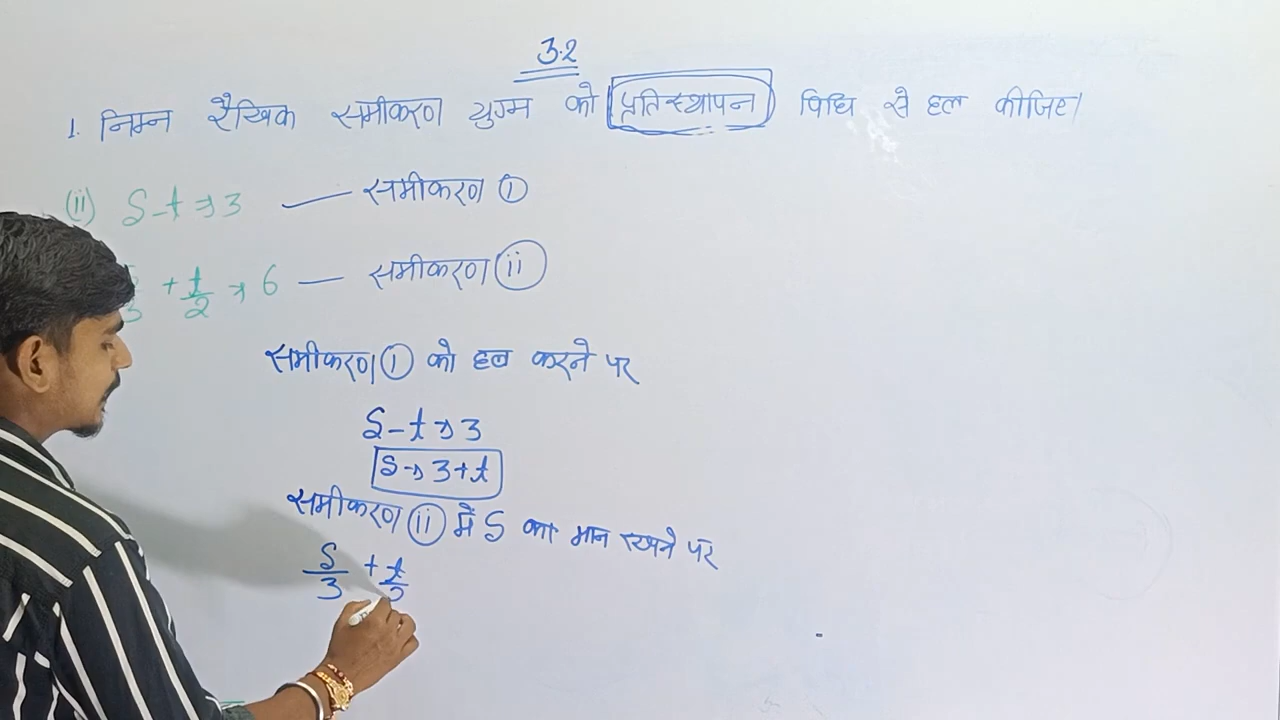 3.2
1. निम्न रैखिक समीकरण युग्म को प्रतिस्थापन विधि से हल कीजिए।
(ii) S - t → 3 — समीकरण ①
/3 + t/2 → 6 — समीकरण ⓘⓘ
समीकरण ① को हल करने पर
S - t → 3
S → 3 + t
समीकरण ⓘⓘ में S का मान रखने पर
S/3 + t/2